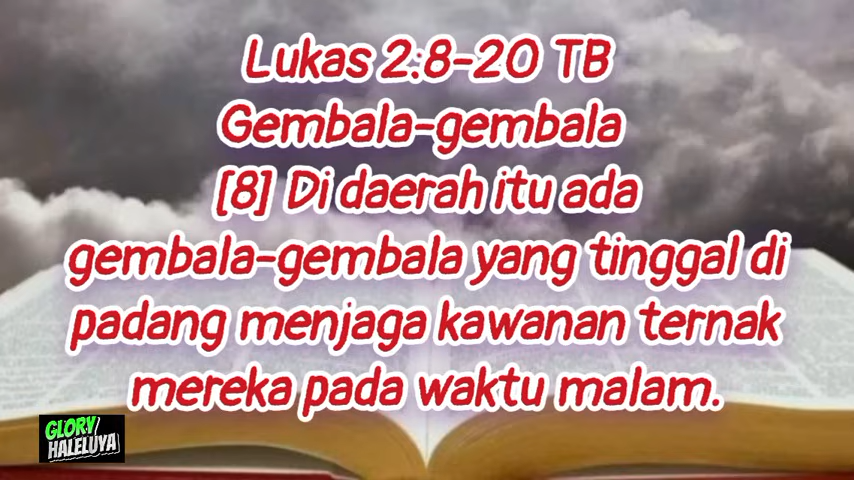 Lukas 2:8-20 TB
Gembala-gembala
[8] Di daerah itu ada
gembala-gembala yang tinggal di
padang menjaga kawanan ternak
mereka pada waktu malam.
GLORY
HALELUYA